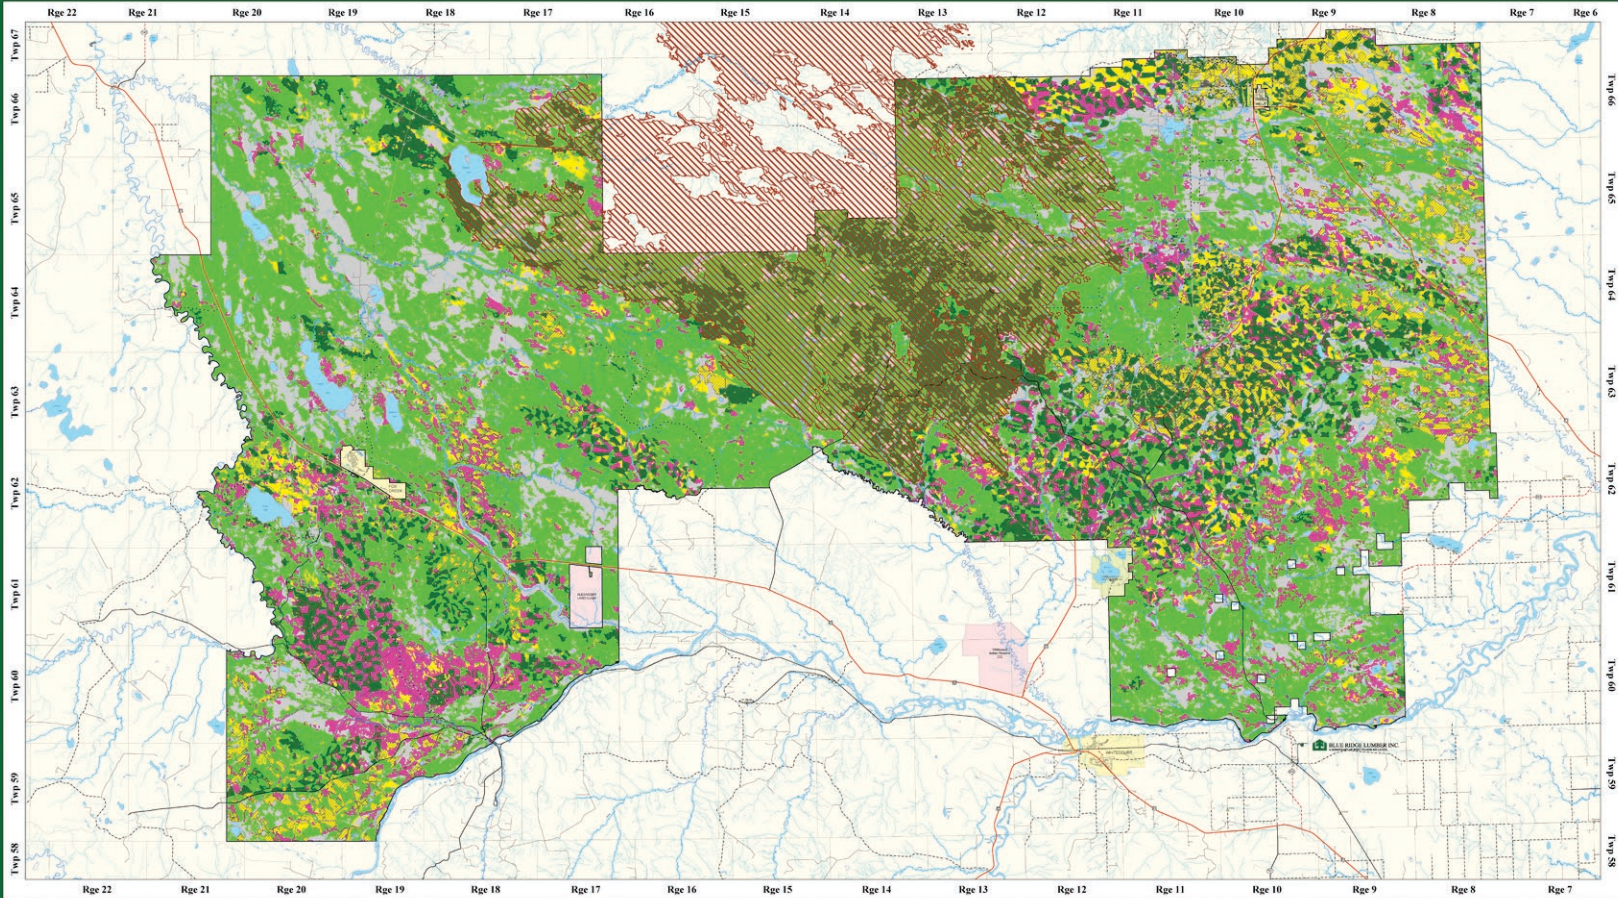 Rge 22 Rge 21 Rge 20 Rge 19 Rge 18 Rge 17 Rge 16 Rge 15 Rge 14 Rge 13 Rge 12 Rge 11 Rge 10 Rge 9 Rge 8 Rge 7 Rge 6
Twp 67
Twp 66
Twp 66
Twp 65
Twp 65
Twp 64
Twp 64
Twp 63
Twp 63
Twp 62
Twp 62
FOX
CREEK
Twp 61
Twp 61
Twp 60
Twp 60
WHITECOURT
BLUE RIDGE LUMBER INC.
Twp 59
Twp 59
Twp 58
Twp 58
Rge 22 Rge 21 Rge 20 Rge 19 Rge 18 Rge 17 Rge 16 Rge 15 Rge 14 Rge 13 Rge 12 Rge 11 Rge 10 Rge 9 Rge 8 Rge 7